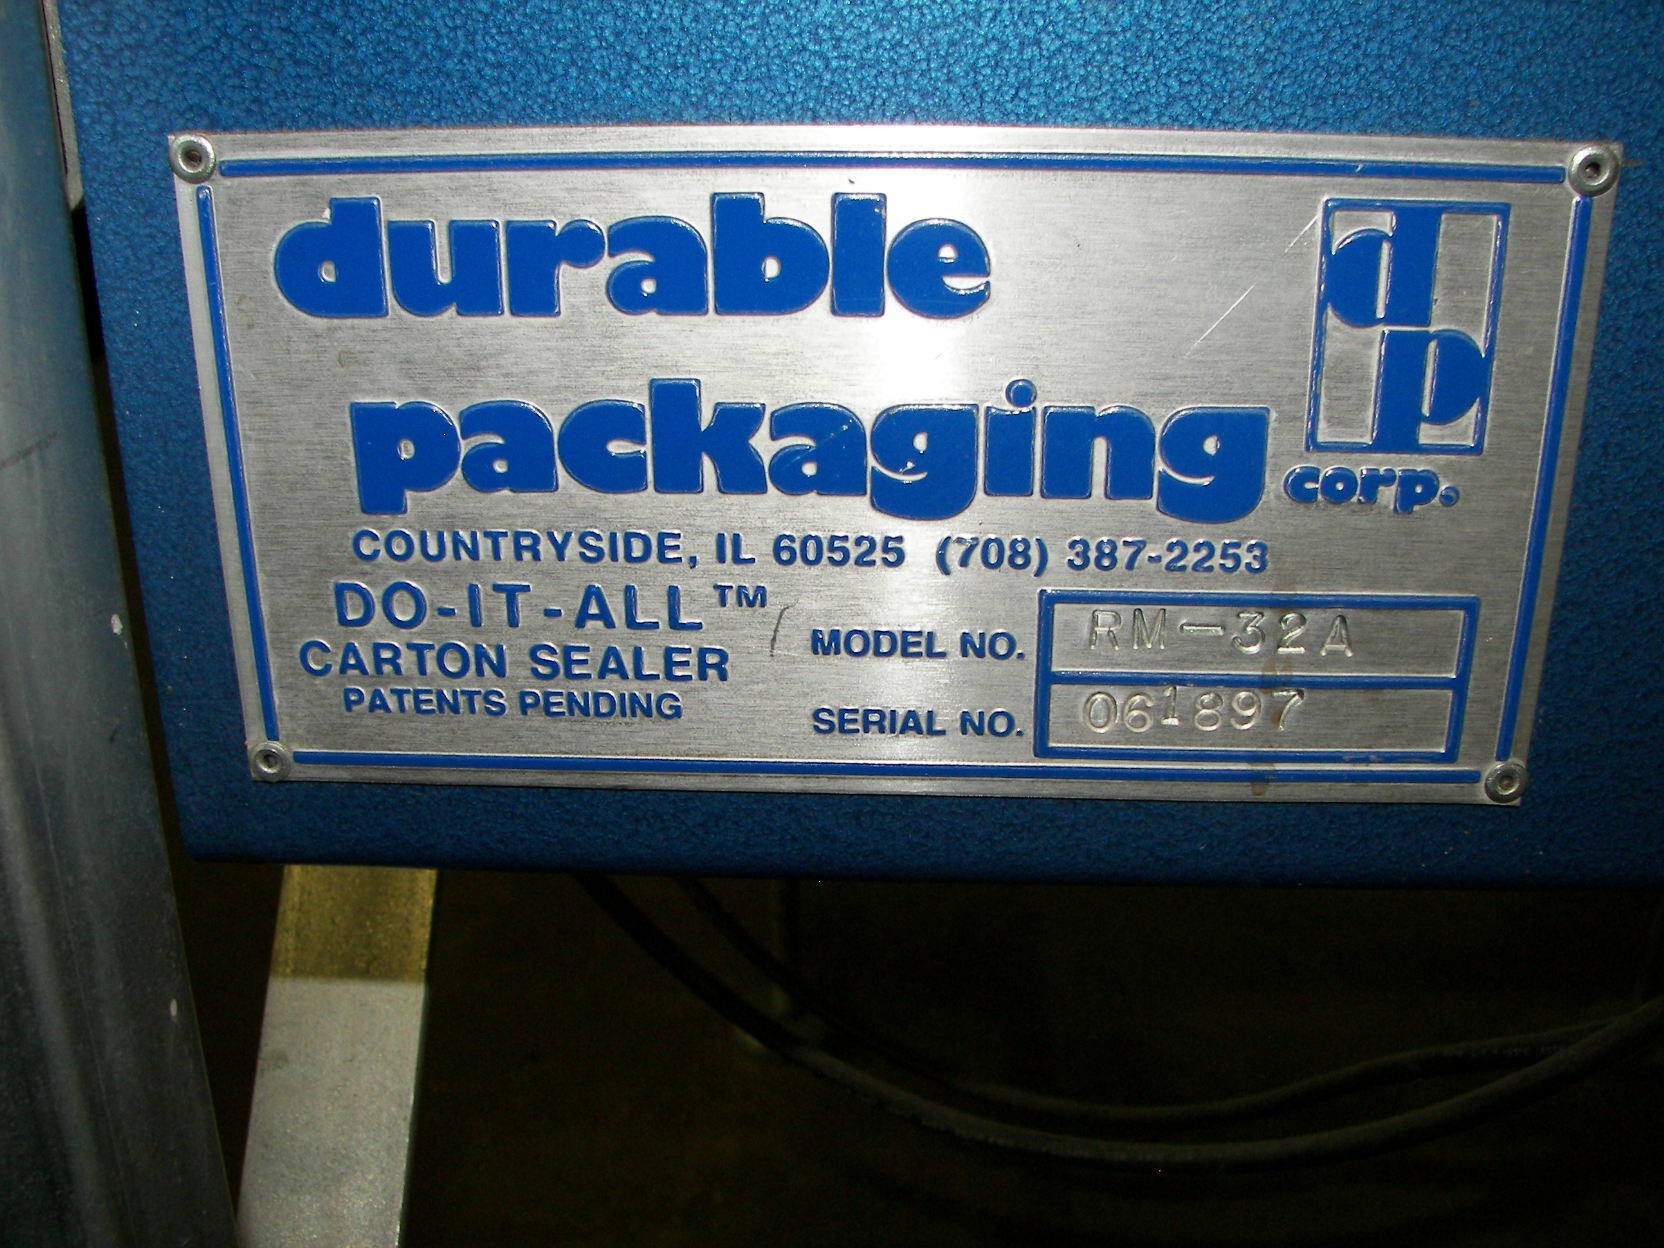 durable
packaging
dp
corp.
COUNTRYSIDE, IL 60525 (708) 387-2253
DO-IT-ALL™
CARTON SEALER
PATENTS PENDING
MODEL NO. RM-32A
SERIAL NO. 061897